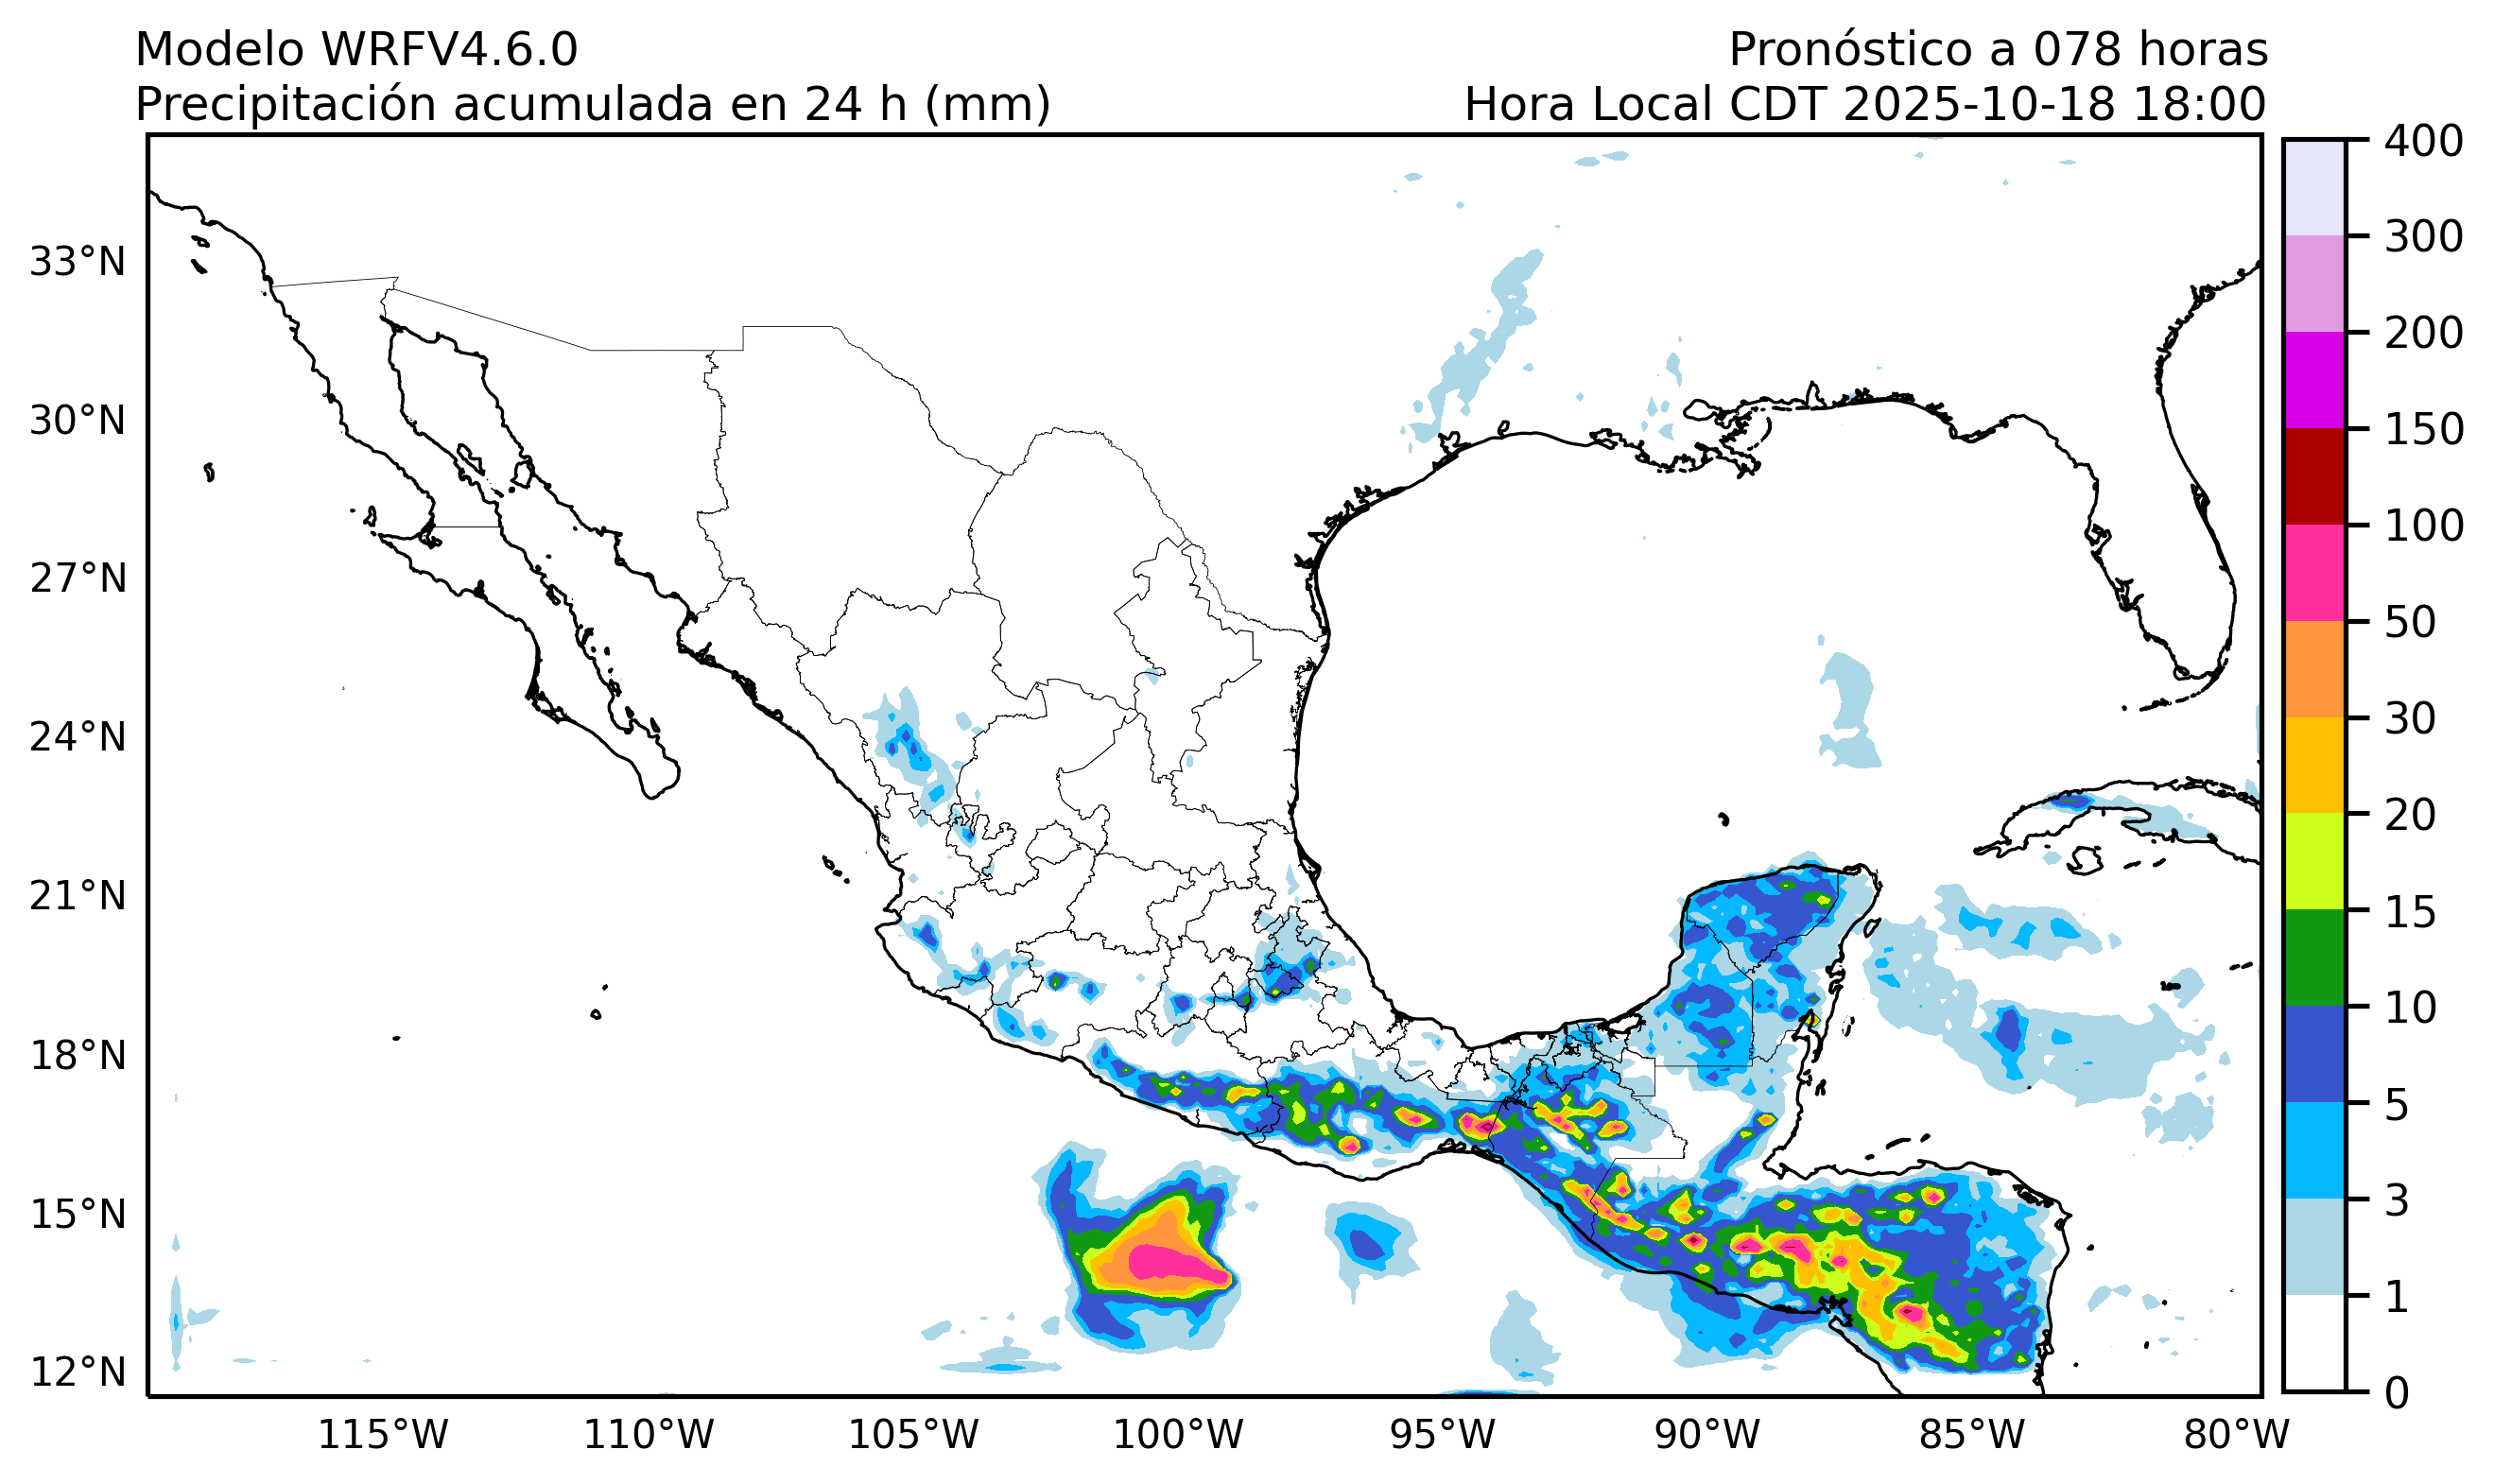 Modelo WRFV4.6.0
Pronóstico a 078 horas
Precipitación acumulada en 24 h (mm)
Hora Local CDT 2025-10-18 18:00
33°N
30°N
27°N
24°N
21°N
18°N
15°N
12°N
115°W
110°W
105°W
100°W
95°W
90°W
85°W
80°W
400
300
200
150
100
50
30
20
15
10
5
3
1
0